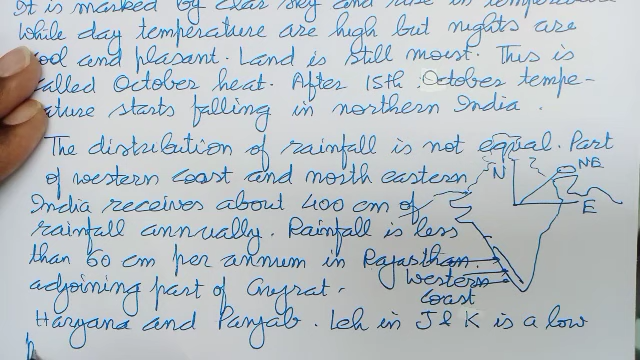 It is marked by clear sky and rise in temperature
While day temperature are high but nights are
cool and plesant. Land is still moist. This is
called October heat. After 15th October tempe-
ature starts falling in northern India.
The distribution of rainfall is not equal. Part
of western coast and north eastern
India receives about 400 cm of
rainfall annually. Rainfall is less
than 60 cm per annum in Rajasthan
adjoining part of Gujrat.
Haryana and Panjab. Leh in J & K is a low
N
NE
E
Western
Coast